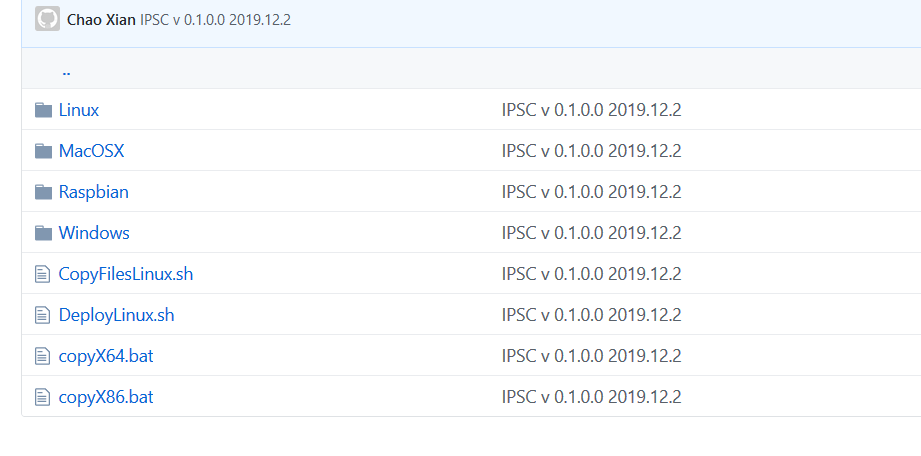 Chao Xian IPSC v 0.1.0.0 2019.12.2
..
Linux IPSC v 0.1.0.0 2019.12.2
MacOSX IPSC v 0.1.0.0 2019.12.2
Raspbian IPSC v 0.1.0.0 2019.12.2
Windows IPSC v 0.1.0.0 2019.12.2
CopyFilesLinux.sh IPSC v 0.1.0.0 2019.12.2
DeployLinux.sh IPSC v 0.1.0.0 2019.12.2
copyX64.bat IPSC v 0.1.0.0 2019.12.2
copyX86.bat IPSC v 0.1.0.0 2019.12.2